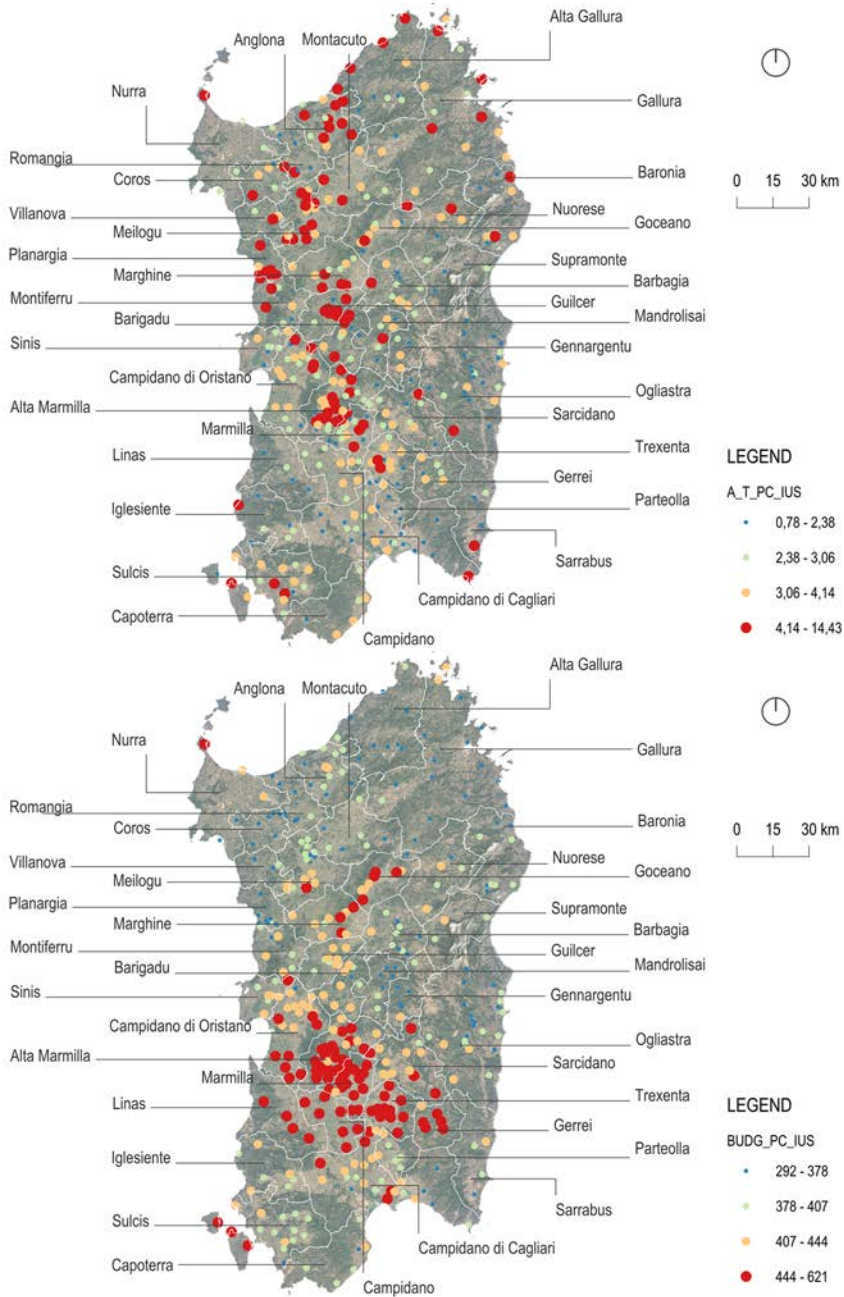 Alta Gallura
Anglona
Montacuto
Nurra
Gallura
Romangia
Coros
Baronia
0 15 30 km
Villanova
Nuorese
Goceano
Meilogu
Planargia
Supramonte
Marghine
Barbagia
Montiferru
Guilcer
Barigadu
Mandrolisai
Sinis
Gennargentu
Campidano di Oristano
Ogliastra
Alta Marmilla
Sarcidano
Marmilla
Trexenta
Linas
Gerrei
LEGEND
A_T_PC_IUS
Iglesiente
Parteolla
0,78 - 2,38
Sarrabus
2,38 - 3,06
Sulcis
3,06 - 4,14
Campidano di Cagliari
Capoterra
4,14 - 14,43
Campidano
Alta Gallura
Anglona
Montacuto
Nurra
Gallura
Romangia
Coros
Baronia
0 15 30 km
Villanova
Nuorese
Meilogu
Goceano
Planargia
Supramonte
Marghine
Barbagia
Montiferru
Guilcer
Barigadu
Mandrolisai
Sinis
Gennargentu
Campidano di Oristano
Ogliastra
Alta Marmilla
Sarcidano
Marmilla
Trexenta
Linas
Gerrei
LEGEND
BUDG_PC_IUS
Parteolla
Iglesiente
292 - 378
Sarrabus
378 - 407
Sulcis
407 - 444
Campidano di Cagliari
Capoterra
444 - 621
Campidano